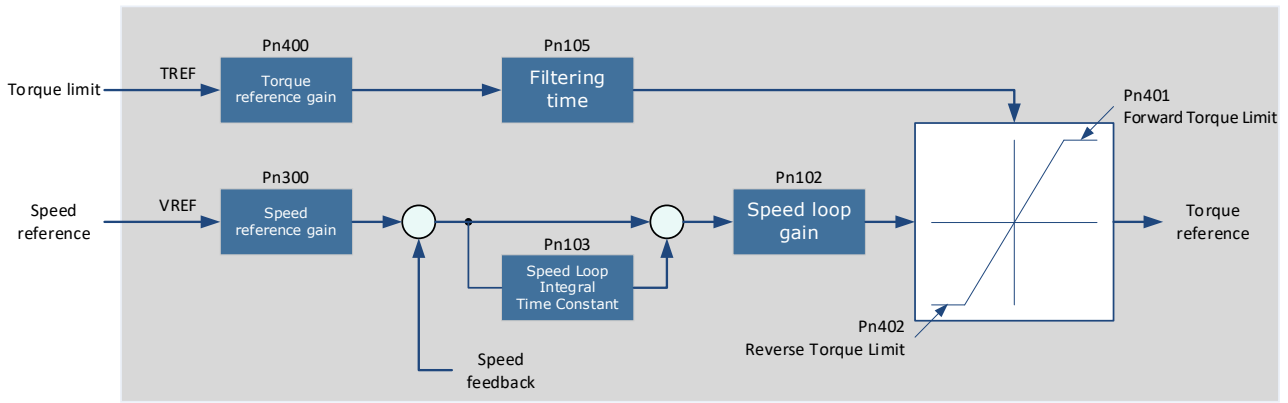 Pn400
Pn105
Torque limit
TREF
Torque
reference gain
Filtering
time
Pn401
Forward Torque Limit
Pn300
Pn102
Speed
reference
VREF
Speed
reference gain
Speed loop
gain
Torque
reference
Pn103
Speed Loop
Integral
Time Constant
Pn402
Reverse Torque Limit
Speed
feedback